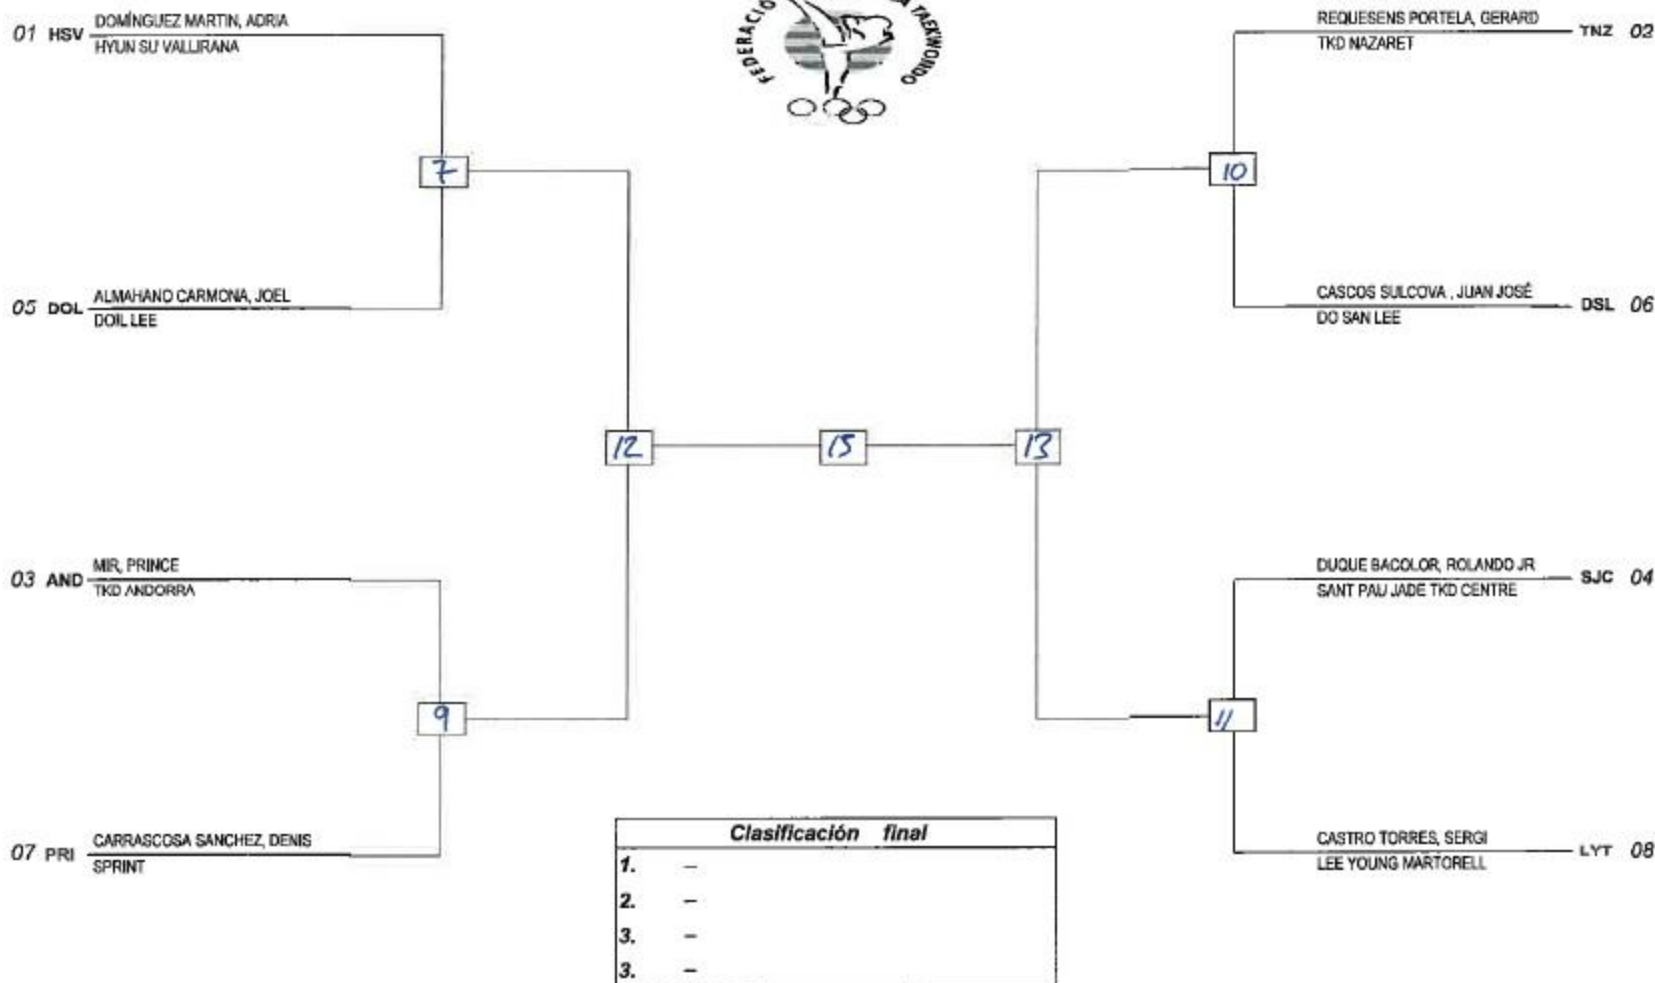 FEDERACIÓ
A TAEKWONDO
01 HSV DOMÍNGUEZ MARTIN, ADRIA
HYUN SU VALLIRANA
REQUESENS PORTELA, GERARD TNZ 02
TKD NAZARET
7
10
05 DOL ALMAHANO CARMONA, JOEL
DOIL LEE
CASCOS SULCOVA , JUAN JOSÉ DSL 06
DO SAN LEE
12
15
13
03 AND MIR, PRINCE
TKD ANDORRA
DUQUE BACOLOR, ROLANDO JR SJC 04
SANT PAU JADE TKD CENTRE
9
11
07 PRI CARRASCOSA SANCHEZ, DENIS
SPRINT
CASTRO TORRES, SERGI LYT 08
LEE YOUNG MARTORELL
Clasificación final
1. –
2. –
3. –
3. –